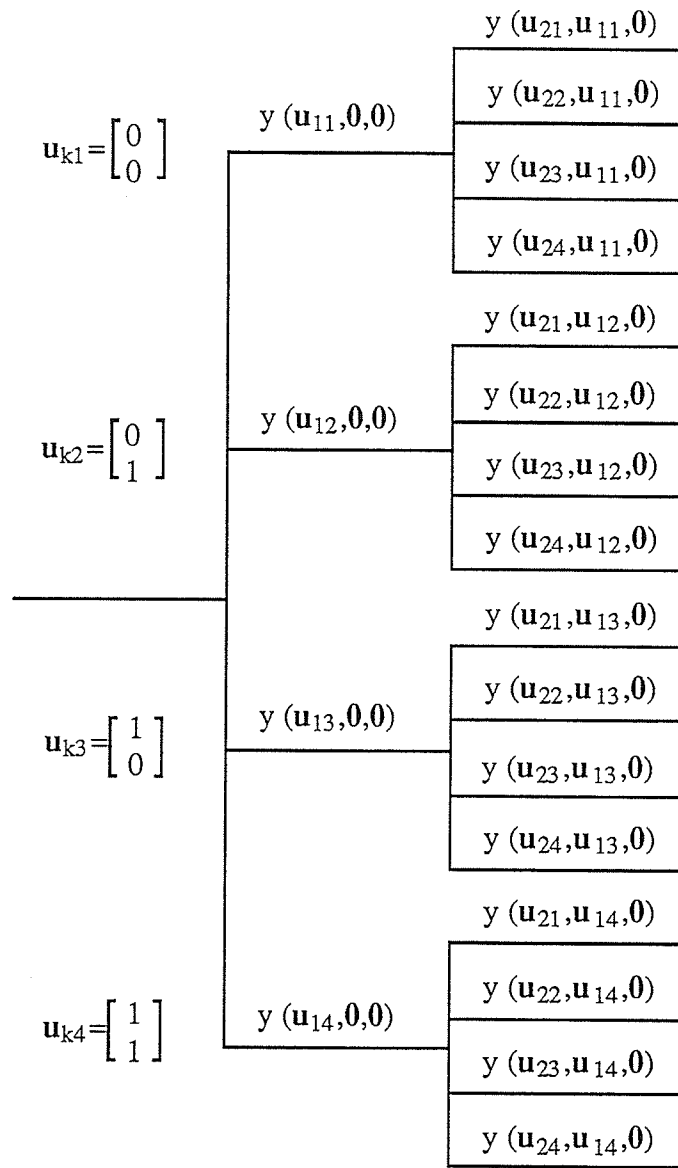 y (u21,u11,0)
y (u22,u11,0)
y (u11,0,0)
uk1=[0 0]
y (u23,u11,0)
y (u24,u11,0)
y (u21,u12,0)
y (u22,u12,0)
y (u12,0,0)
uk2=[0 1]
y (u23,u12,0)
y (u24,u12,0)
y (u21,u13,0)
y (u22,u13,0)
y (u13,0,0)
uk3=[1 0]
y (u23,u13,0)
y (u24,u13,0)
y (u21,u14,0)
y (u22,u14,0)
y (u14,0,0)
uk4=[1 1]
y (u23,u14,0)
y (u24,u14,0)